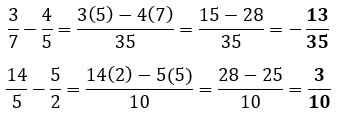 3/7 − 4/5 = (3(5) − 4(7))/35 = (15 − 28)/35 = −13/35
14/5 − 5/2 = (14(2) − 5(5))/10 = (28 − 25)/10 = 3/10